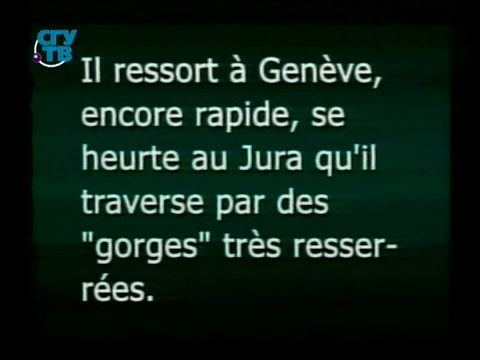 СГУ
ТВ
Il ressort à Genève,
encore rapide, se
heurte au Jura qu'il
traverse par des
"gorges" très resser-
rées.